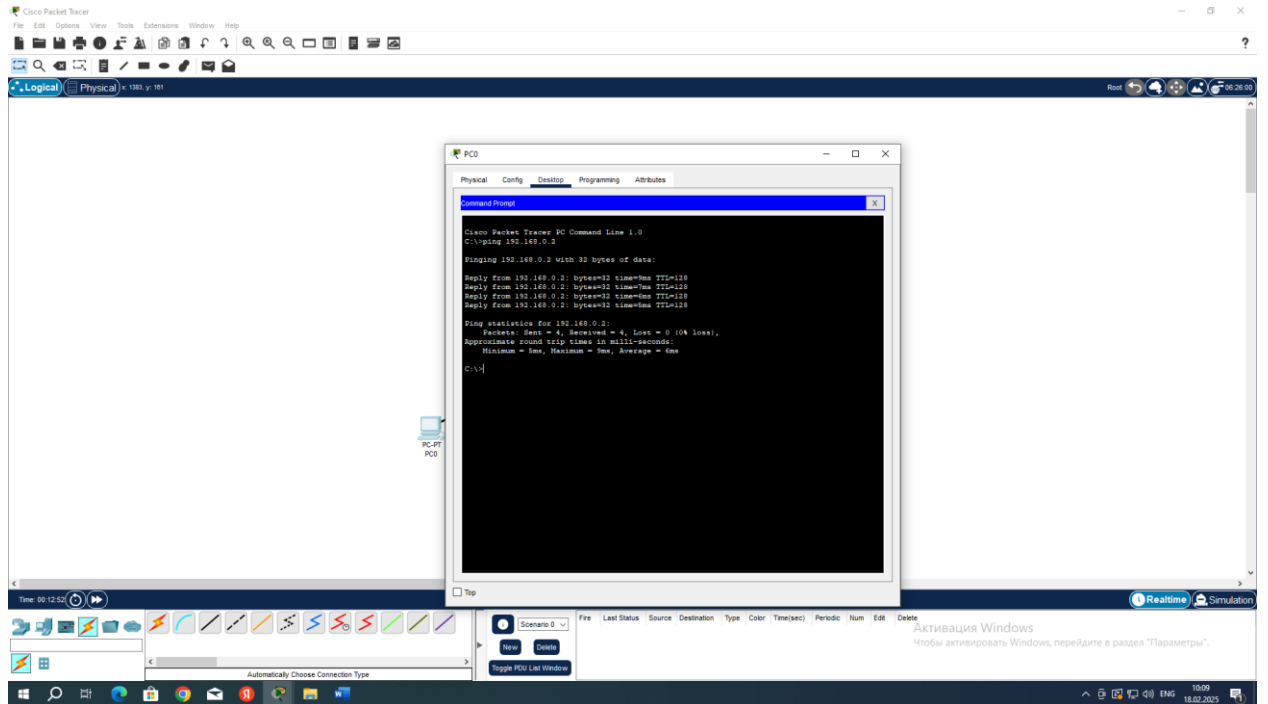 Cisco Packet Tracer
File Edit Options View Tools Extensions Window Help
?
Logical Physical x: 1383, y: 161 Root 06:26:00
PC0
Physical Config Desktop Programming Attributes
Command Prompt X
Cisco Packet Tracer PC Command Line 1.0
C:\>ping 192.168.0.2
Pinging 192.168.0.2 with 32 bytes of data:
Reply from 192.168.0.2: bytes=32 time=9ms TTL=128
Reply from 192.168.0.2: bytes=32 time=7ms TTL=128
Reply from 192.168.0.2: bytes=32 time=6ms TTL=128
Reply from 192.168.0.2: bytes=32 time=5ms TTL=128
Ping statistics for 192.168.0.2:
Packets: Sent = 4, Received = 4, Lost = 0 (0% loss),
Approximate round trip times in milli-seconds:
Minimum = 5ms, Maximum = 9ms, Average = 6ms
C:\>
PC-PT
PC0
Top
Time: 00:12:52 Realtime Simulation
Scenario 0 Fire Last Status Source Destination Type Color Time(sec) Periodic Num Edit Delete
New Delete
Toggle PDU List Window
Активация Windows
Чтобы активировать Windows, перейдите в раздел "Параметры".
Automatically Choose Connection Type
ENG 10:09
18.02.2025